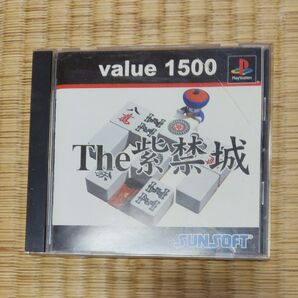 value 1500
PlayStation
The紫禁城
SUNSOFT